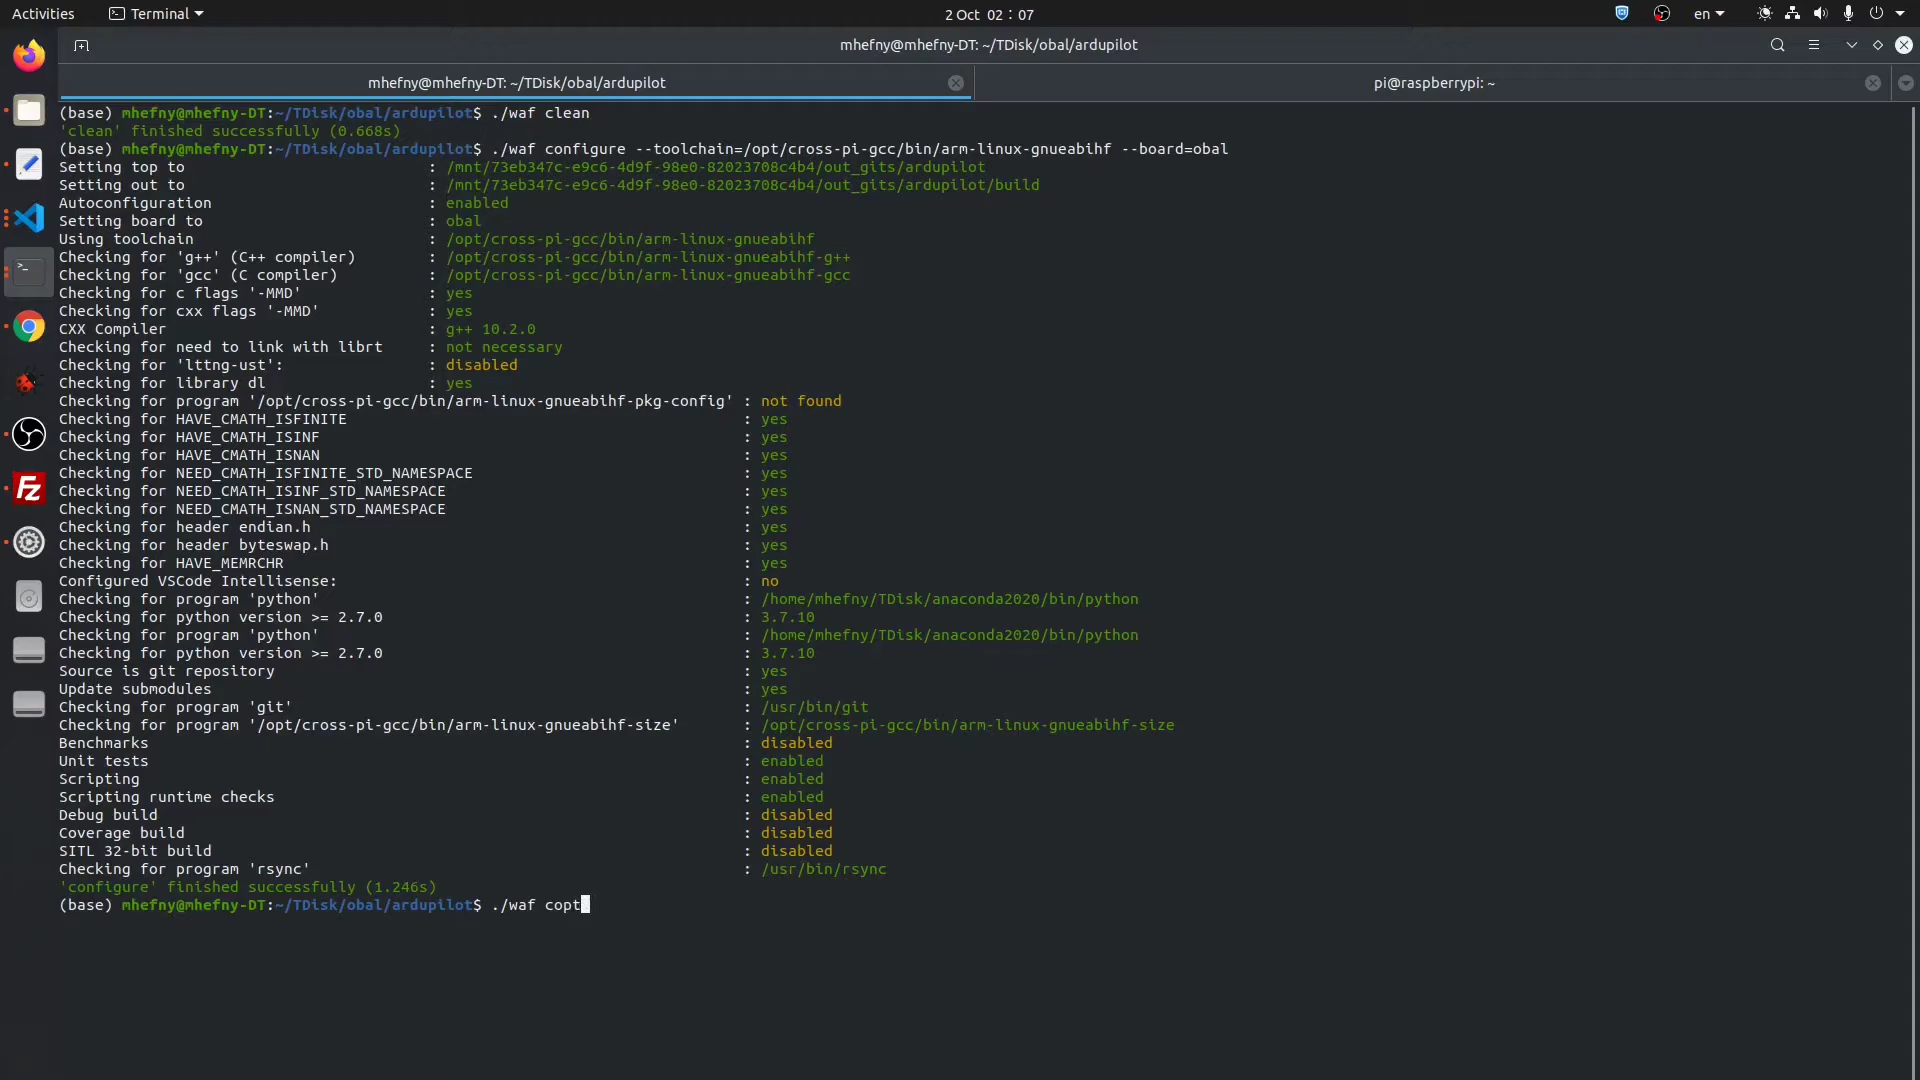 Activities
Terminal
2 Oct 02 : 07
en
mhefny@mhefny-DT: ~/TDisk/obal/ardupilot
mhefny@mhefny-DT: ~/TDisk/obal/ardupilot
pi@raspberrypi: ~
(base) mhefny@mhefny-DT:~/TDisk/obal/ardupilot$ ./waf clean
'clean' finished successfully (0.668s)
(base) mhefny@mhefny-DT:~/TDisk/obal/ardupilot$ ./waf configure --toolchain=/opt/cross-pi-gcc/bin/arm-linux-gnueabihf --board=obal
Setting top to : /mnt/73eb347c-e9c6-4d9f-98e0-82023708c4b4/out_gits/ardupilot
Setting out to : /mnt/73eb347c-e9c6-4d9f-98e0-82023708c4b4/out_gits/ardupilot/build
Autoconfiguration : enabled
Setting board to : obal
Using toolchain : /opt/cross-pi-gcc/bin/arm-linux-gnueabihf
Checking for 'g++' (C++ compiler) : /opt/cross-pi-gcc/bin/arm-linux-gnueabihf-g++
Checking for 'gcc' (C compiler) : /opt/cross-pi-gcc/bin/arm-linux-gnueabihf-gcc
Checking for c flags '-MMD' : yes
Checking for cxx flags '-MMD' : yes
CXX Compiler : g++ 10.2.0
Checking for need to link with librt : not necessary
Checking for 'lttng-ust': : disabled
Checking for library dl : yes
Checking for program '/opt/cross-pi-gcc/bin/arm-linux-gnueabihf-pkg-config' : not found
Checking for HAVE_CMATH_ISFINITE : yes
Checking for HAVE_CMATH_ISINF : yes
Checking for HAVE_CMATH_ISNAN : yes
Checking for NEED_CMATH_ISFINITE_STD_NAMESPACE : yes
Checking for NEED_CMATH_ISINF_STD_NAMESPACE : yes
Checking for NEED_CMATH_ISNAN_STD_NAMESPACE : yes
Checking for header endian.h : yes
Checking for header byteswap.h : yes
Checking for HAVE_MEMRCHR : yes
Configured VSCode Intellisense: : no
Checking for program 'python' : /home/mhefny/TDisk/anaconda2020/bin/python
Checking for python version >= 2.7.0 : 3.7.10
Checking for program 'python' : /home/mhefny/TDisk/anaconda2020/bin/python
Checking for python version >= 2.7.0 : 3.7.10
Source is git repository : yes
Update submodules : yes
Checking for program 'git' : /usr/bin/git
Checking for program '/opt/cross-pi-gcc/bin/arm-linux-gnueabihf-size' : /opt/cross-pi-gcc/bin/arm-linux-gnueabihf-size
Benchmarks : disabled
Unit tests : enabled
Scripting : enabled
Scripting runtime checks : enabled
Debug build : disabled
Coverage build : disabled
SITL 32-bit build : disabled
Checking for program 'rsync' : /usr/bin/rsync
'configure' finished successfully (1.246s)
(base) mhefny@mhefny-DT:~/TDisk/obal/ardupilot$ ./waf copt